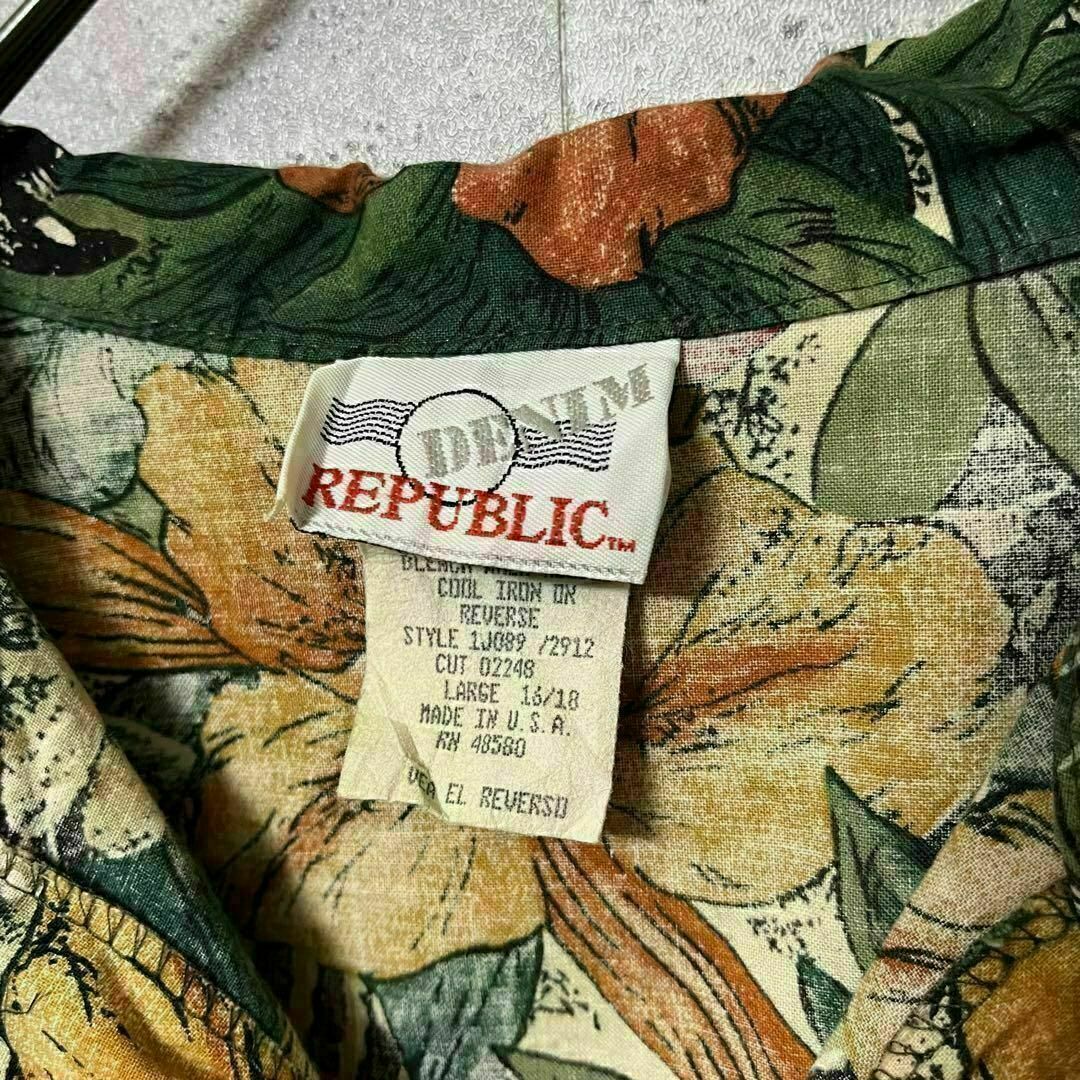 DENIM
REPUBLIC™
COOL IRON ON
REVERSE
STYLE 1J089 /2912
CUT 02248
LARGE 16/18
MADE IN U.S.A.
RN 48580
VEA EL REVERSO